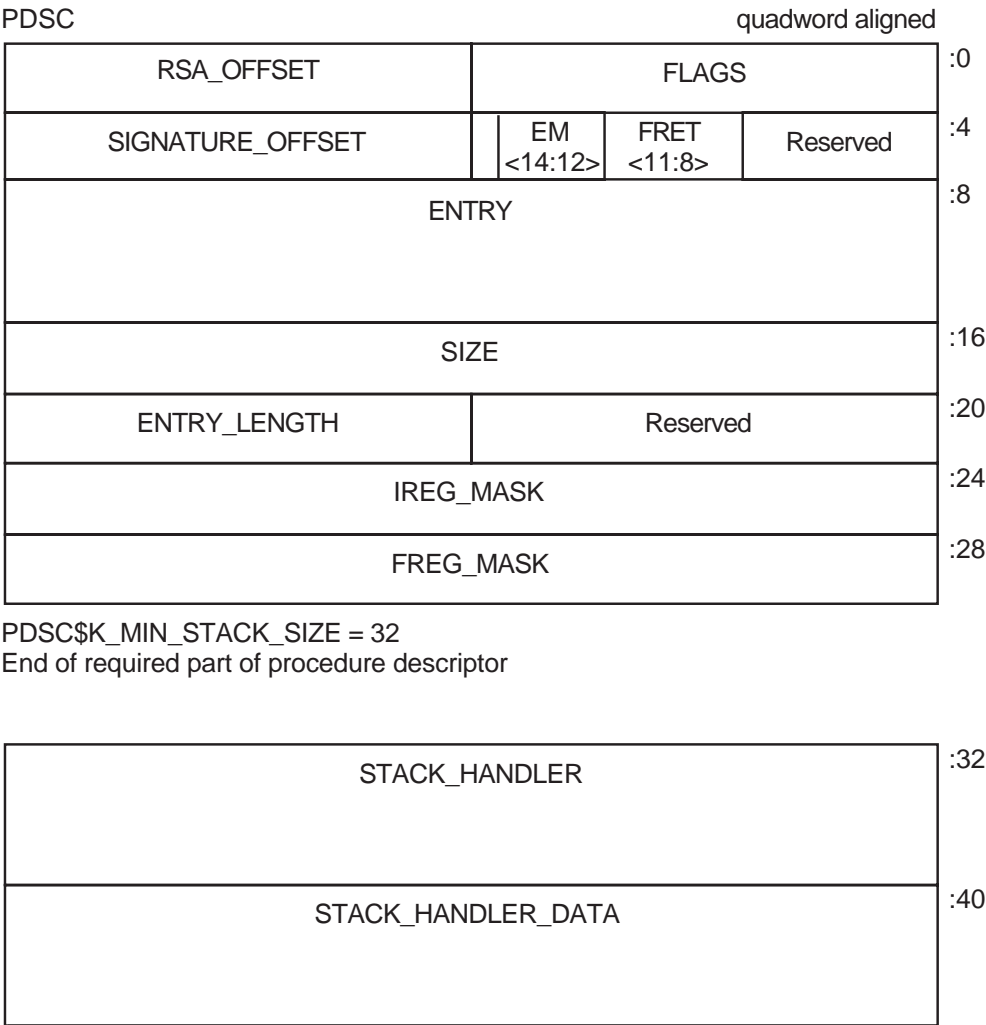 PDSC quadword aligned
RSA_OFFSET FLAGS :0
SIGNATURE_OFFSET EM <14:12> FRET <11:8> Reserved :4
ENTRY :8
SIZE :16
ENTRY_LENGTH Reserved :20
IREG_MASK :24
FREG_MASK :28
PDSC$K_MIN_STACK_SIZE = 32
End of required part of procedure descriptor
STACK_HANDLER :32
STACK_HANDLER_DATA :40